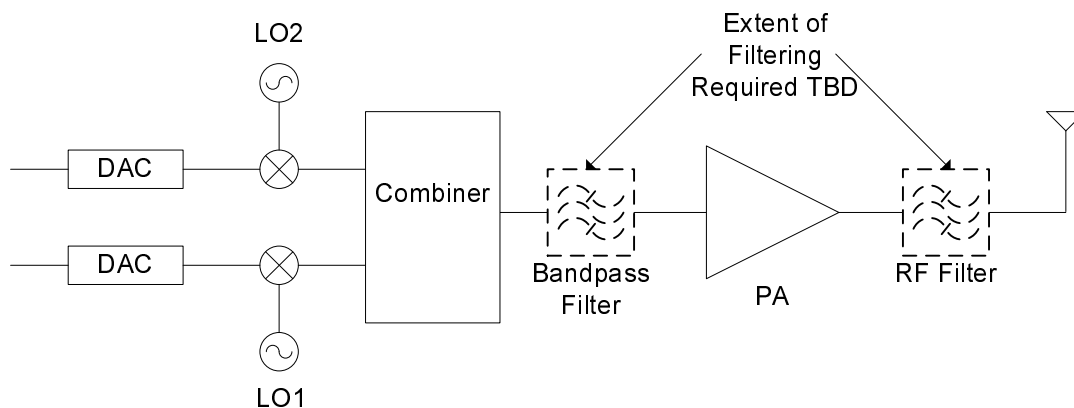 LO2
Extent of
Filtering
Required TBD
DAC
Combiner
DAC
Bandpass
Filter
PA
RF Filter
LO1